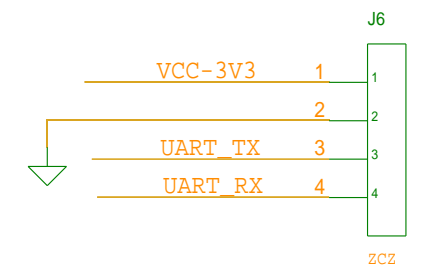 J6
VCC-3V3 1 1
2 2
UART_TX 3 3
UART_RX 4 4
ZCZ